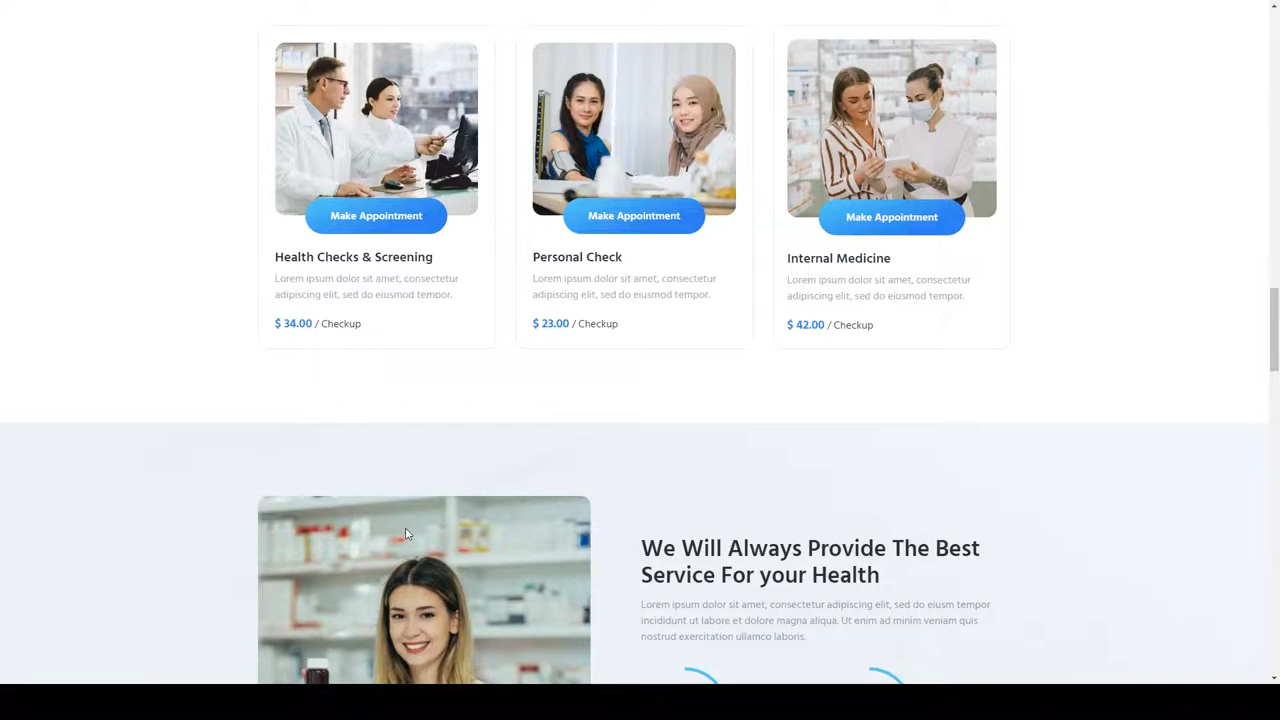 Make Appointment
Health Checks & Screening
Lorem ipsum dolor sit amet, consectetur
adipiscing elit, sed do eiusmod tempor.
$ 34.00 / Checkup
Make Appointment
Personal Check
Lorem ipsum dolor sit amet, consectetur
adipiscing elit, sed do eiusmod tempor.
$ 23.00 / Checkup
Make Appointment
Internal Medicine
Lorem ipsum dolor sit amet, consectetur
adipiscing elit, sed do eiusmod tempor.
$ 42.00 / Checkup
We Will Always Provide The Best
Service For your Health
Lorem ipsum dolor sit amet, consectetur adipiscing elit, sed do eiusm tempor
incididunt ut labore et dolore magna aliqua. Ut enim ad minim veniam quis
nostrud exercitation ullamco laboris.